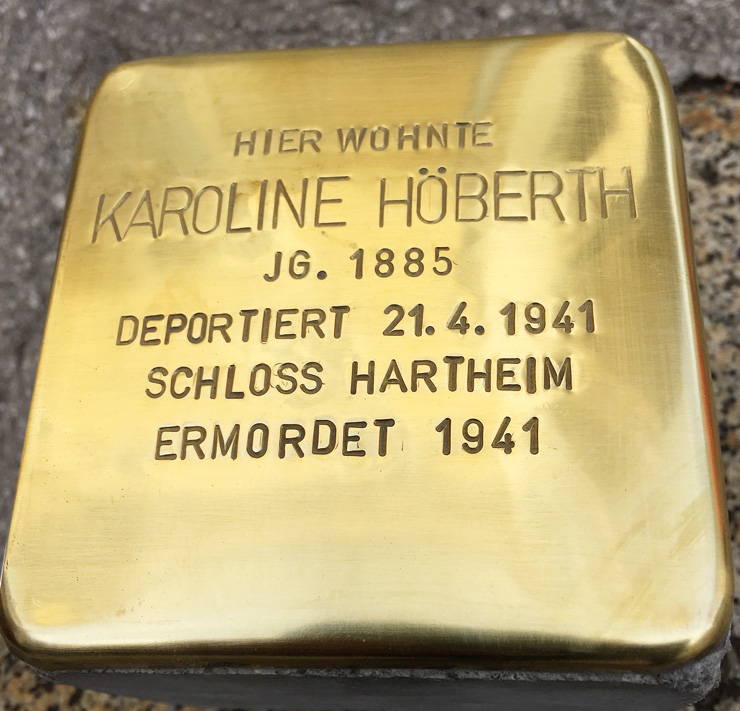 HIER WOHNTE
KAROLINE HÖBERTH
JG. 1885
DEPORTIERT 21.4.1941
SCHLOSS HARTHEIM
ERMORDET 1941